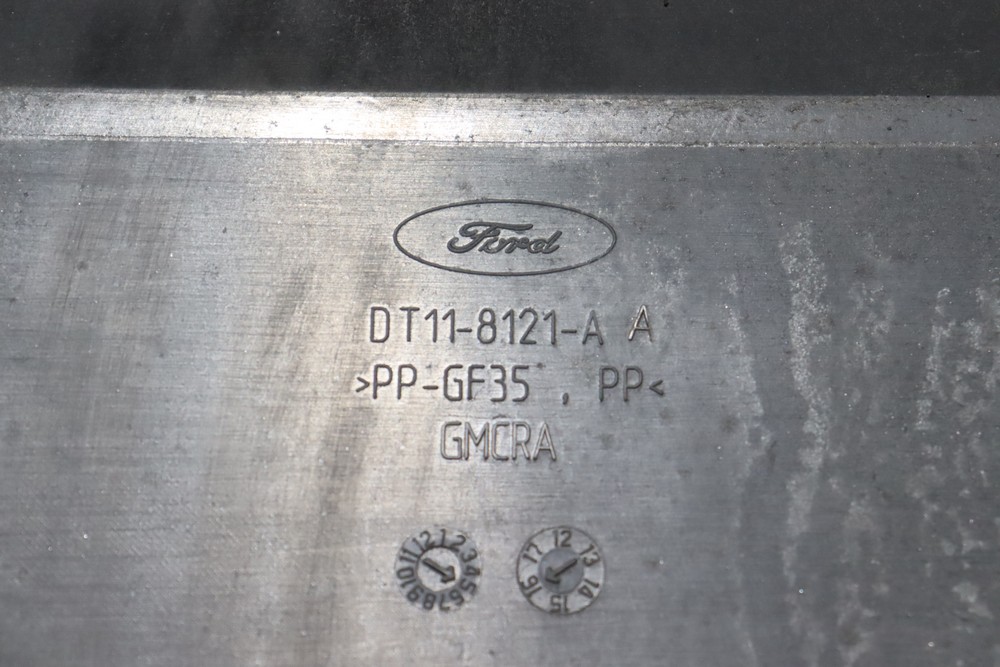 Ford
DT11-8121-A A
>PP-GF35 , PP<
GMCRA
12 1 2 3 4 5 6 7 8 9 10 11
12 13 14 15 16 17